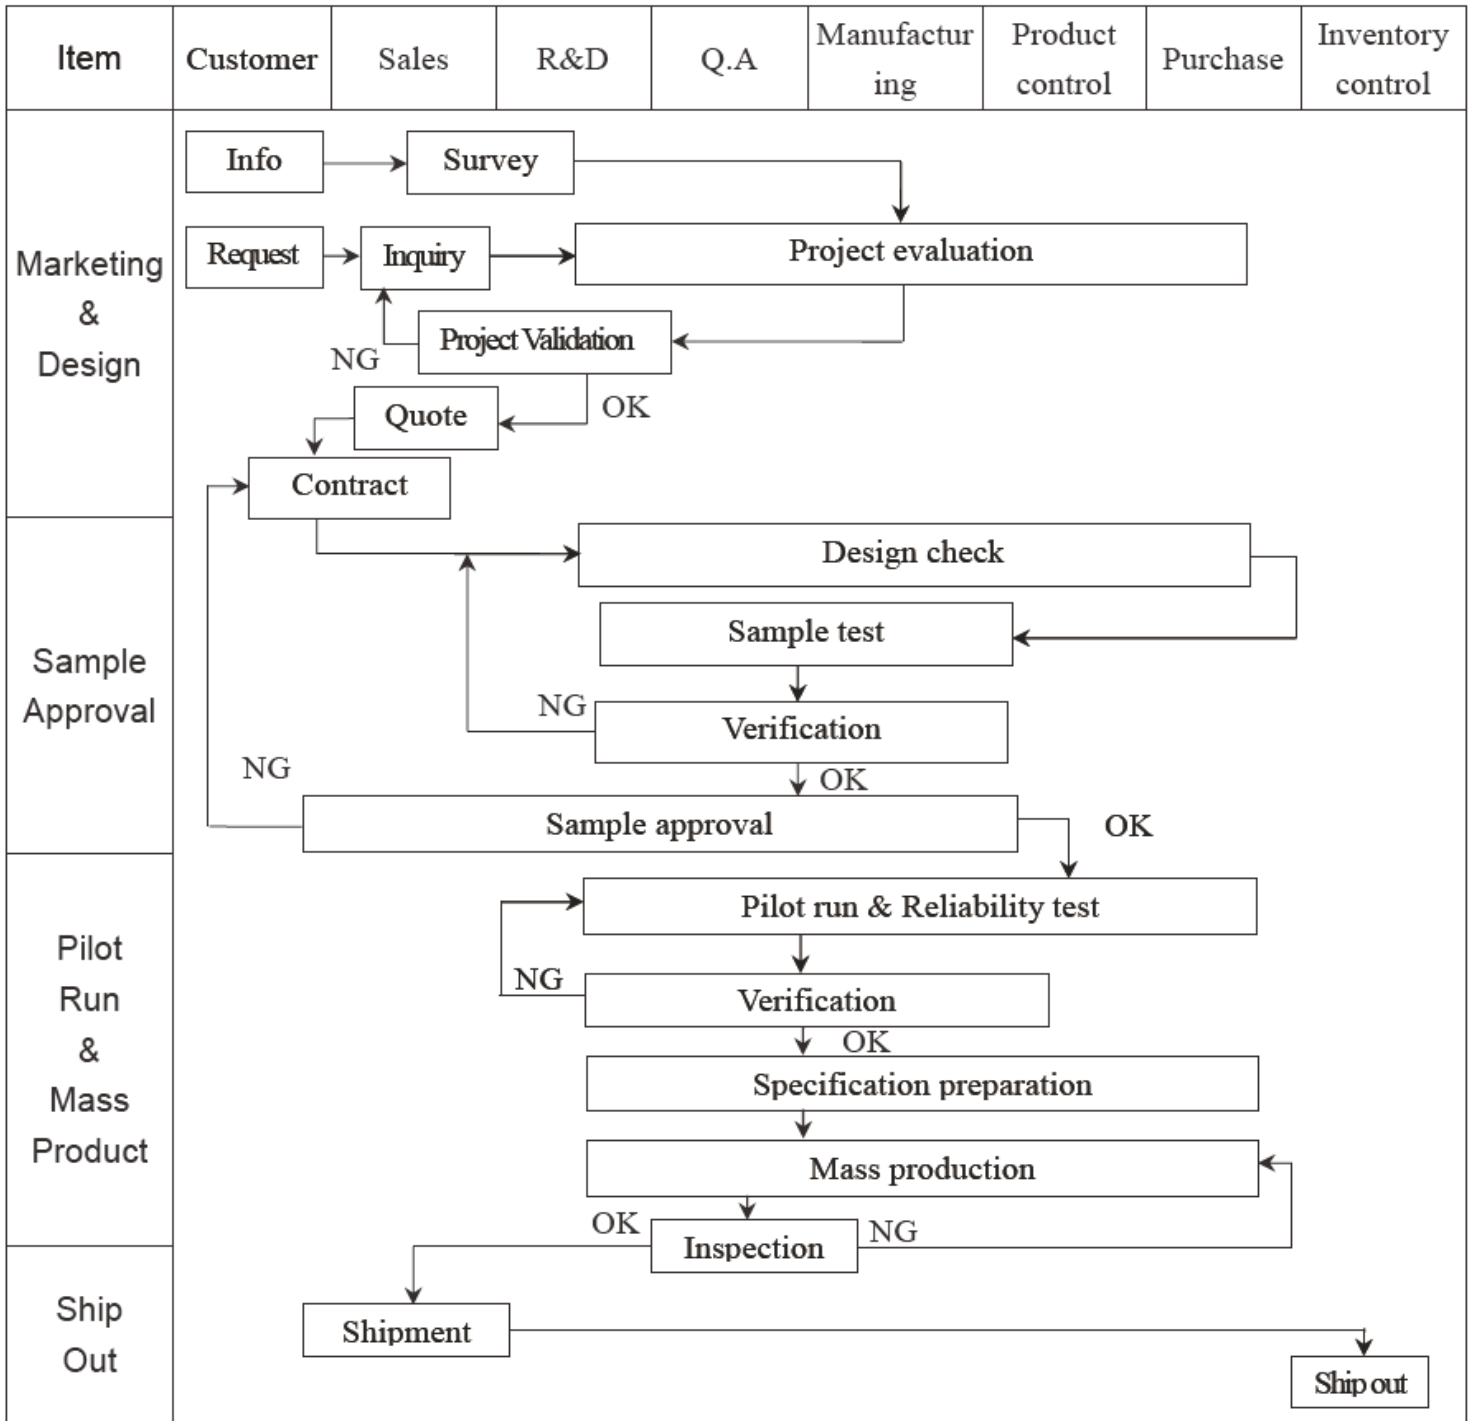 Item
Customer
Sales
R&D
Q.A
Manufactur
ing
Product
control
Purchase
Inventory
control
Marketing
&
Design
Info
Survey
Request
Inquiry
Project evaluation
Project Validation
NG
OK
Quote
Contract
Sample
Approval
Design check
Sample test
NG
Verification
NG
OK
Sample approval
OK
Pilot
Run
&
Mass
Product
Pilot run & Reliability test
NG
Verification
OK
Specification preparation
Mass production
OK
Inspection
NG
Ship
Out
Shipment
Ship out